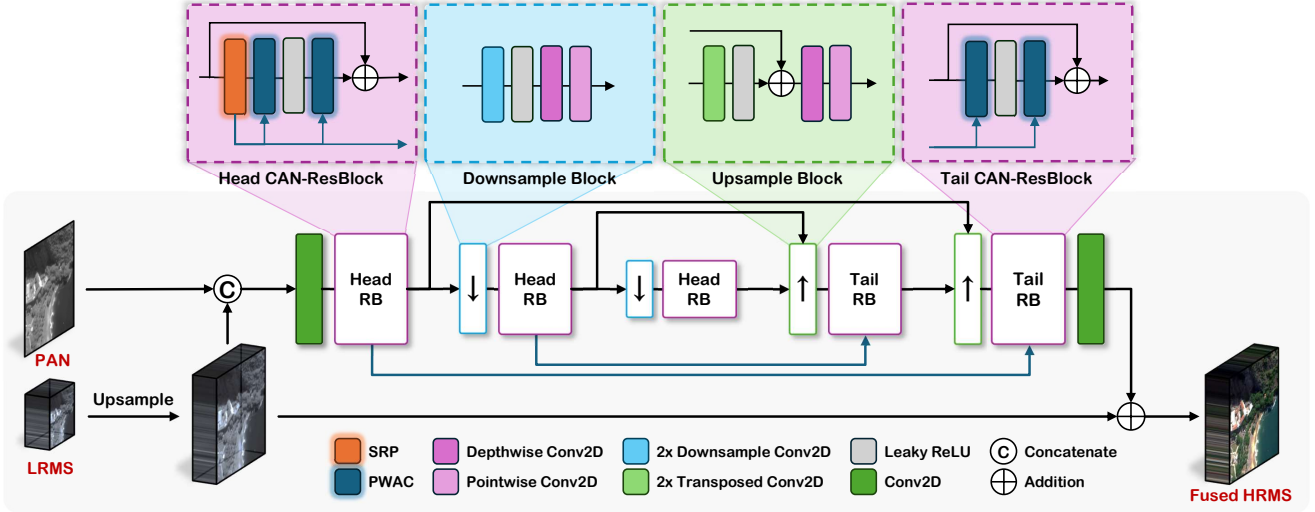 Head CAN-ResBlock
Downsample Block
Upsample Block
Tail CAN-ResBlock
PAN
C
Head
RB
↓
Head
RB
↓
Head
RB
↑
Tail
RB
↑
Tail
RB
LRMS
Upsample
SRP
Depthwise Conv2D
2x Downsample Conv2D
Leaky ReLU
C Concatenate
PWAC
Pointwise Conv2D
2x Transposed Conv2D
Conv2D
Addition
Fused HRMS